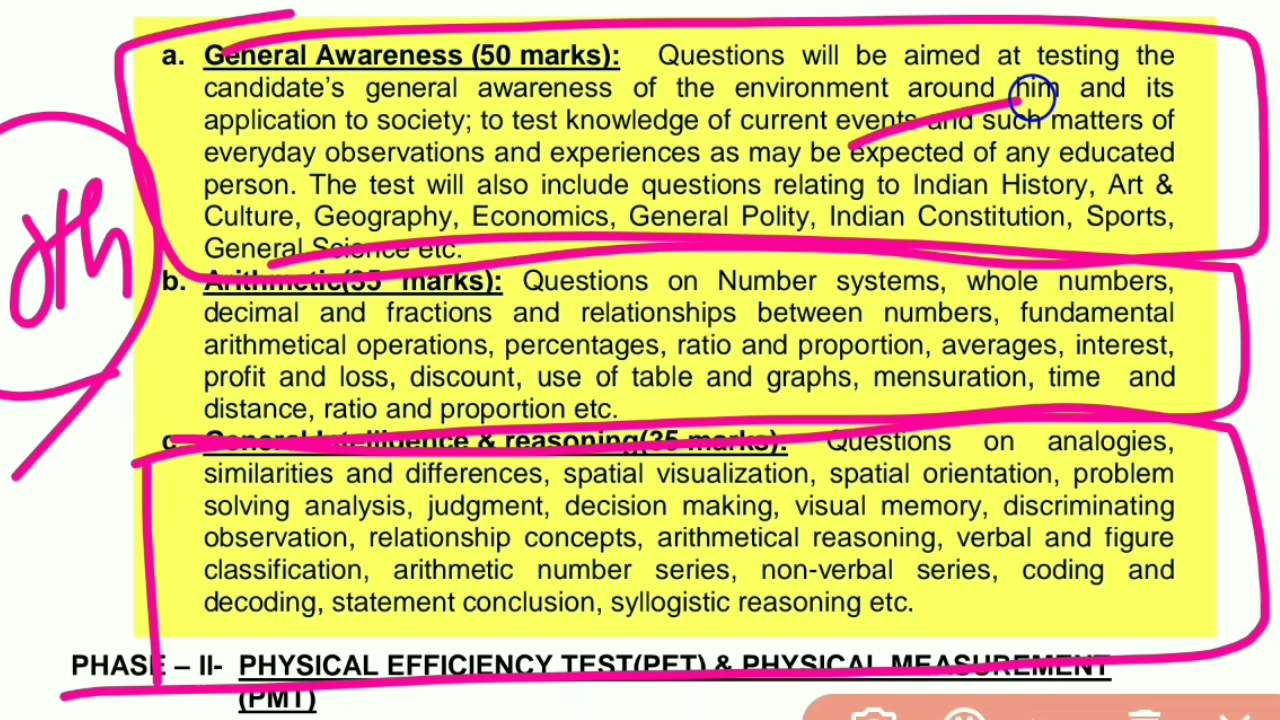 a. General Awareness (50 marks): Questions will be aimed at testing the
candidate's general awareness of the environment around him and its
application to society; to test knowledge of current events and such matters of
everyday observations and experiences as may be expected of any educated
person. The test will also include questions relating to Indian History, Art &
Culture, Geography, Economics, General Polity, Indian Constitution, Sports,
General Science etc.
b. Arithmetic(35 marks): Questions on Number systems, whole numbers,
decimal and fractions and relationships between numbers, fundamental
arithmetical operations, percentages, ratio and proportion, averages, interest,
profit and loss, discount, use of table and graphs, mensuration, time and
distance, ratio and proportion etc.
c. General Intelligence & reasoning(35 marks): Questions on analogies,
similarities and differences, spatial visualization, spatial orientation, problem
solving analysis, judgment, decision making, visual memory, discriminating
observation, relationship concepts, arithmetical reasoning, verbal and figure
classification, arithmetic number series, non-verbal series, coding and
decoding, statement conclusion, syllogistic reasoning etc.
PHASE – II- PHYSICAL EFFICIENCY TEST(PET) & PHYSICAL MEASUREMENT
(PMT)